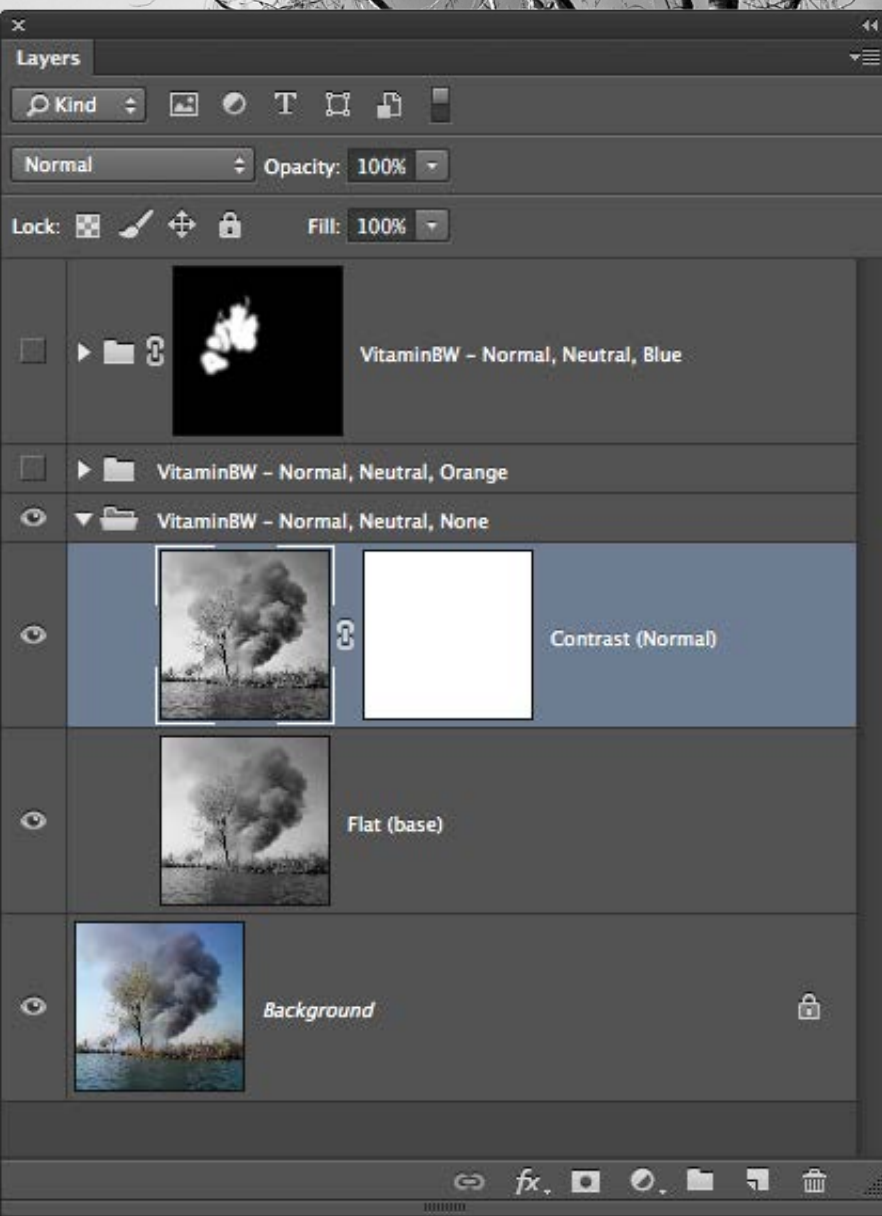 Layers
Kind
Normal Opacity: 100%
Lock: Fill: 100%
VitaminBW – Normal, Neutral, Blue
VitaminBW – Normal, Neutral, Orange
VitaminBW – Normal, Neutral, None
Contrast (Normal)
Flat (base)
Background
fx